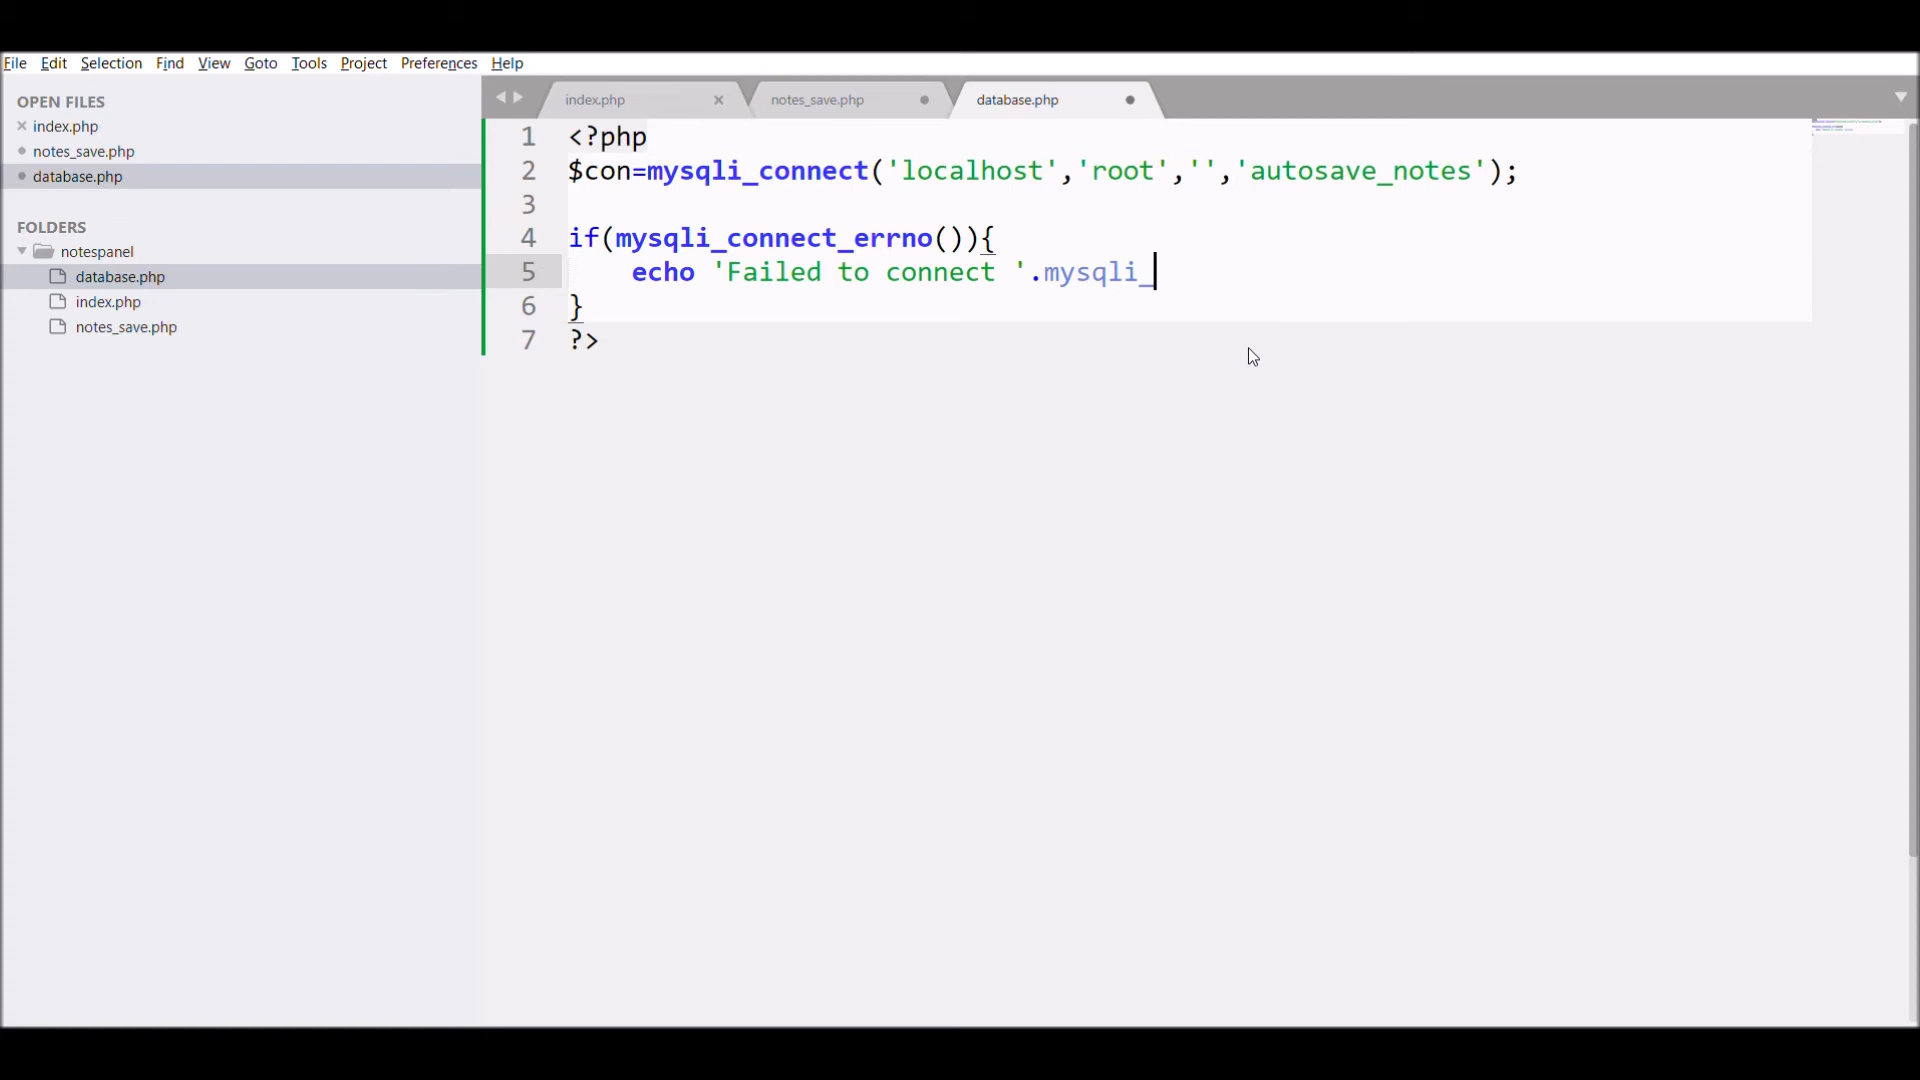 File Edit Selection Find View Goto Tools Project Preferences Help
OPEN FILES
index.php
notes_save.php
database.php
FOLDERS
notespanel
database.php
index.php
notes_save.php
index.php notes_save.php database.php
1 <?php
2 $con=mysqli_connect('localhost','root','','autosave_notes');
3
4 if(mysqli_connect_errno()){
5 echo 'Failed to connect '.mysqli_
6 }
7 ?>